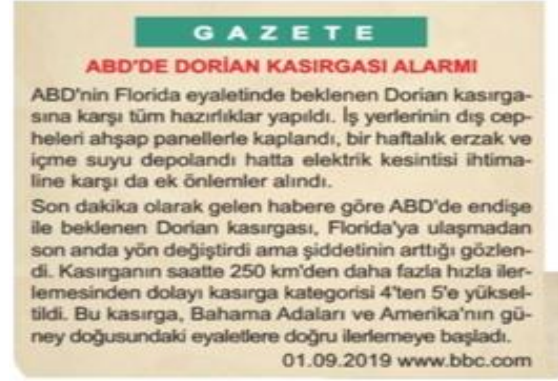 GAZETE
ABD'DE DORİAN KASIRGASI ALARMI
ABD'nin Florida eyaletinde beklenen Dorian kasırga-
sına karşı tüm hazırlıklar yapıldı. İş yerlerinin dış cep-
heleri ahşap panellerle kaplandı, bir haftalık erzak ve
içme suyu depolandı hatta elektrik kesintisi ihtima-
line karşı da ek önlemler alındı.
Son dakika olarak gelen habere göre ABD'de endişe
ile beklenen Dorian kasırgası, Florida'ya ulaşmadan
son anda yön değiştirdi ama şiddetinin arttığı gözlen-
di. Kasırganın saatte 250 km'den daha fazla hızla iler-
lemesinden dolayı kasırga kategorisi 4'ten 5'e yüksel-
tildi. Bu kasırga, Bahama Adaları ve Amerika'nın gü-
ney doğusundaki eyaletlere doğru ilerlemeye başladı.
01.09.2019 www.bbc.com